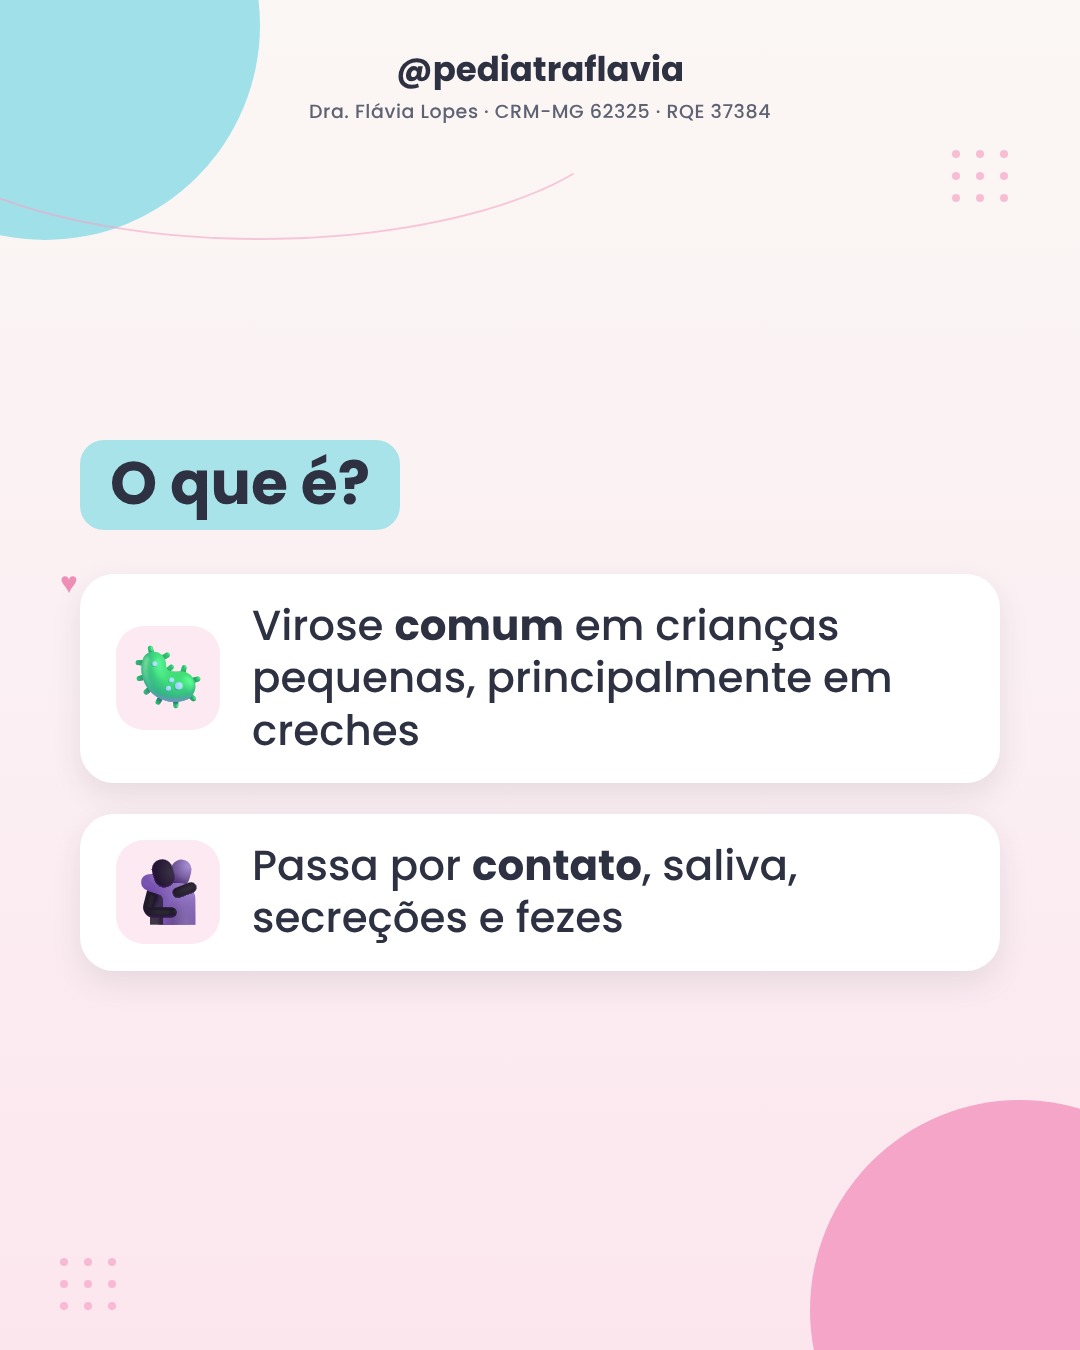 @pediatraflavia
Dra. Flávia Lopes · CRM-MG 62325 · RQE 37384
O que é?
Virose comum em crianças
pequenas, principalmente em
creches
Passa por contato, saliva,
secreções e fezes